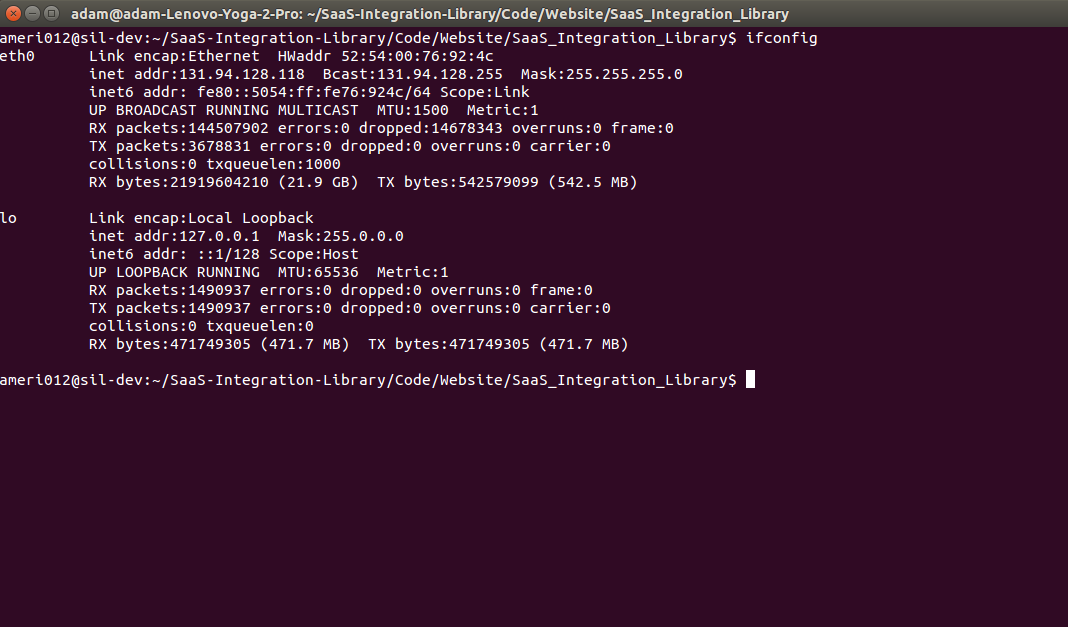 adam@adam-Lenovo-Yoga-2-Pro: ~/SaaS-Integration-Library/Code/Website/SaaS_Integration_Library
ameri012@sil-dev:~/SaaS-Integration-Library/Code/Website/SaaS_Integration_Library$ ifconfig
eth0      Link encap:Ethernet  HWaddr 52:54:00:76:92:4c
          inet addr:131.94.128.118  Bcast:131.94.128.255  Mask:255.255.255.0
          inet6 addr: fe80::5054:ff:fe76:924c/64 Scope:Link
          UP BROADCAST RUNNING MULTICAST  MTU:1500  Metric:1
          RX packets:144507902 errors:0 dropped:14678343 overruns:0 frame:0
          TX packets:3678831 errors:0 dropped:0 overruns:0 carrier:0
          collisions:0 txqueuelen:1000
          RX bytes:21919604210 (21.9 GB)  TX bytes:542579099 (542.5 MB)

lo        Link encap:Local Loopback
          inet addr:127.0.0.1  Mask:255.0.0.0
          inet6 addr: ::1/128 Scope:Host
          UP LOOPBACK RUNNING  MTU:65536  Metric:1
          RX packets:1490937 errors:0 dropped:0 overruns:0 frame:0
          TX packets:1490937 errors:0 dropped:0 overruns:0 carrier:0
          collisions:0 txqueuelen:0
          RX bytes:471749305 (471.7 MB)  TX bytes:471749305 (471.7 MB)

ameri012@sil-dev:~/SaaS-Integration-Library/Code/Website/SaaS_Integration_Library$